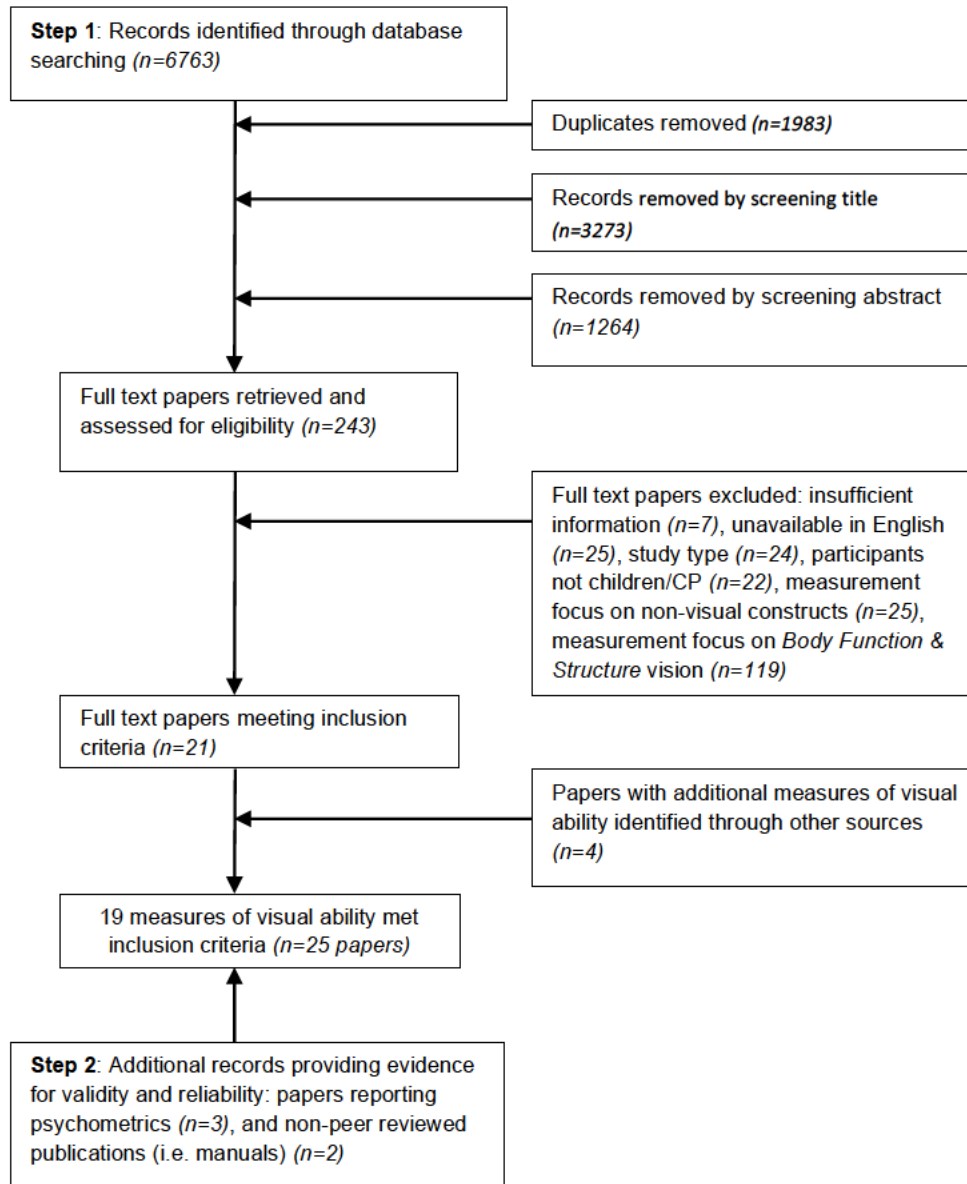 Step 1: Records identified through database
searching (n=6763)
Duplicates removed (n=1983)
Records removed by screening title
(n=3273)
Records removed by screening abstract
(n=1264)
Full text papers retrieved and
assessed for eligibility (n=243)
Full text papers excluded: insufficient
information (n=7), unavailable in English
(n=25), study type (n=24), participants
not children/CP (n=22), measurement
focus on non-visual constructs (n=25),
measurement focus on Body Function &
Structure vision (n=119)
Full text papers meeting inclusion
criteria (n=21)
Papers with additional measures of visual
ability identified through other sources
(n=4)
19 measures of visual ability met
inclusion criteria (n=25 papers)
Step 2: Additional records providing evidence
for validity and reliability: papers reporting
psychometrics (n=3), and non-peer reviewed
publications (i.e. manuals) (n=2)